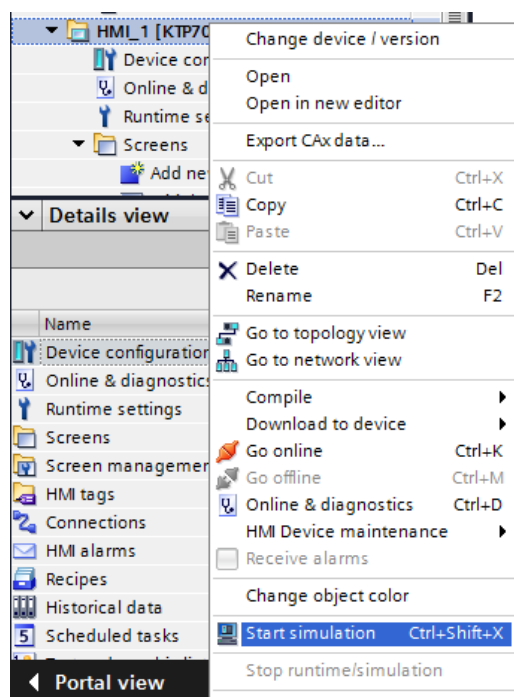 HMI_1 [KTP70
Device cor
Online & d
Runtime se
Screens
Add ne
Details view
Name
Device configuration
Online & diagnostics
Runtime settings
Screens
Screen managemer
HMI tags
Connections
HMI alarms
Recipes
Historical data
Scheduled tasks
Portal view
Change device / version
Open
Open in new editor
Export CAx data...
Cut Ctrl+X
Copy Ctrl+C
Paste Ctrl+V
Delete Del
Rename F2
Go to topology view
Go to network view
Compile
Download to device
Go online Ctrl+K
Go offline Ctrl+M
Online & diagnostics Ctrl+D
HMI Device maintenance
Receive alarms
Change object color
Start simulation Ctrl+Shift+X
Stop runtime/simulation